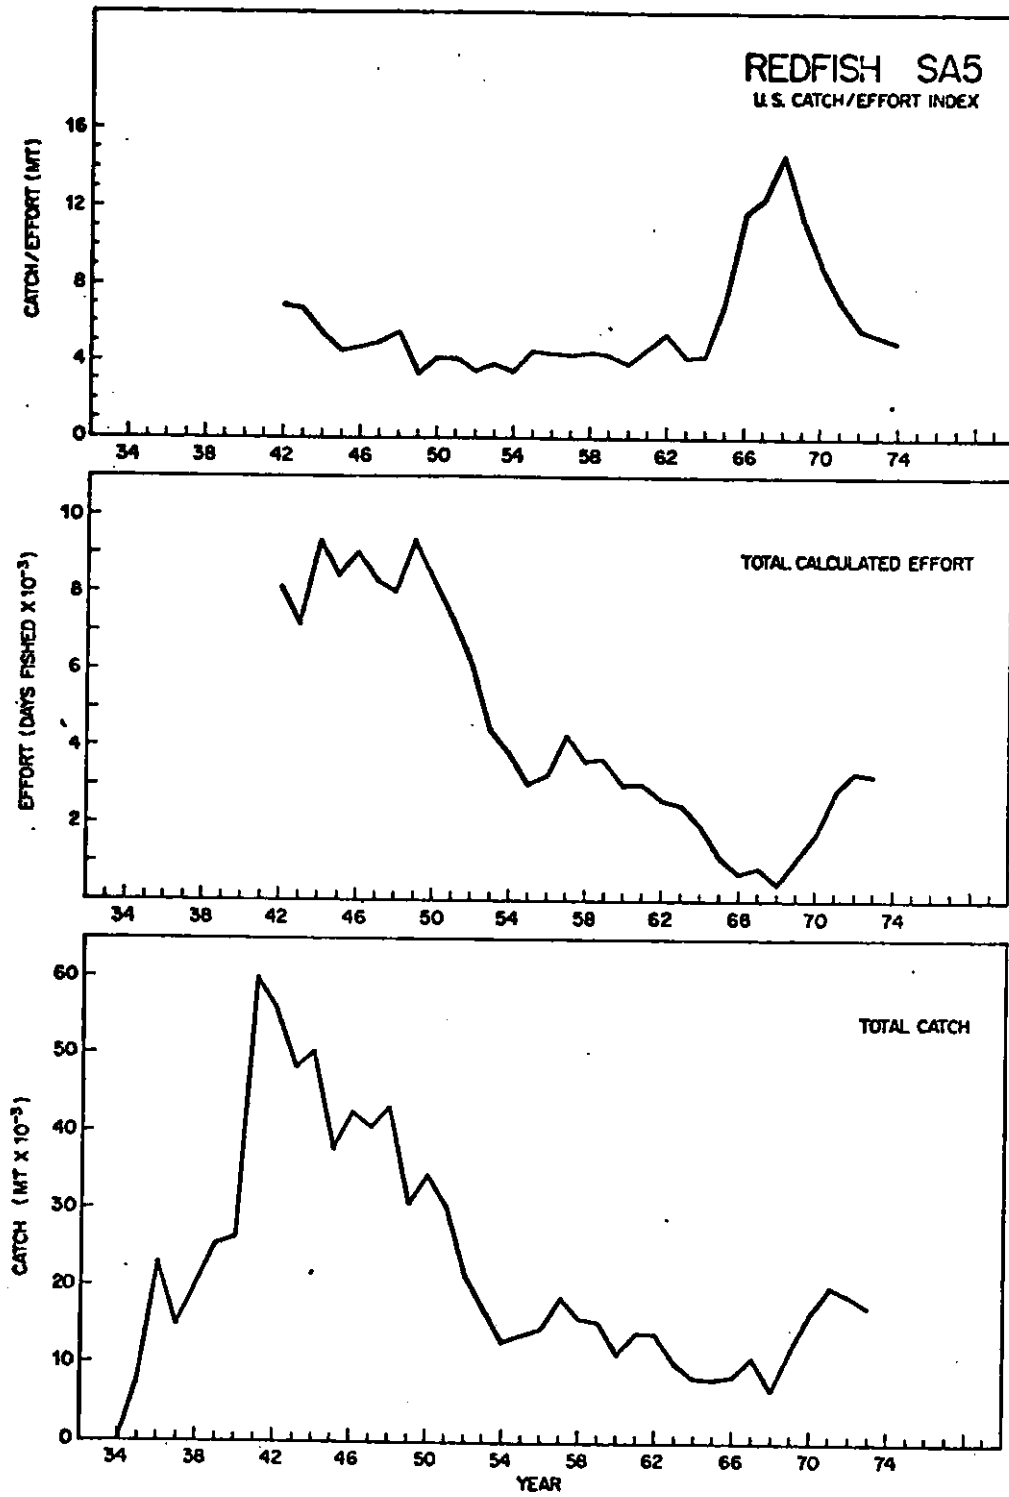 REDFISH SA5
U.S. CATCH/EFFORT INDEX
CATCH/EFFORT (MT)
16
12
8
4
0
34 38 42 46 50 54 58 62 66 70 74
TOTAL CALCULATED EFFORT
EFFORT (DAYS FISHED X 10⁻³)
10
8
6
4
2
34 38 42 46 50 54 58 62 66 70 74
TOTAL CATCH
CATCH (MT X 10⁻³)
60
50
40
30
20
10
0
34 38 42 46 50 54 58 62 66 70 74
YEAR